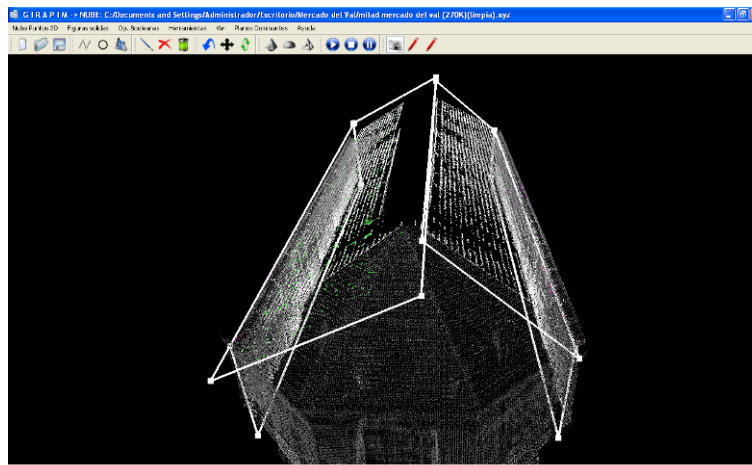 G I R A P I M -> NUBE: C:/Documents and Settings/Administrador/Escritorio/Mercado del Val/mitad mercado del val (270K)(limpia).xyz
Nube Puntos 3D Figuras solidas Op. Booleanas Herramientas Ver Planos Dominantes Ayuda